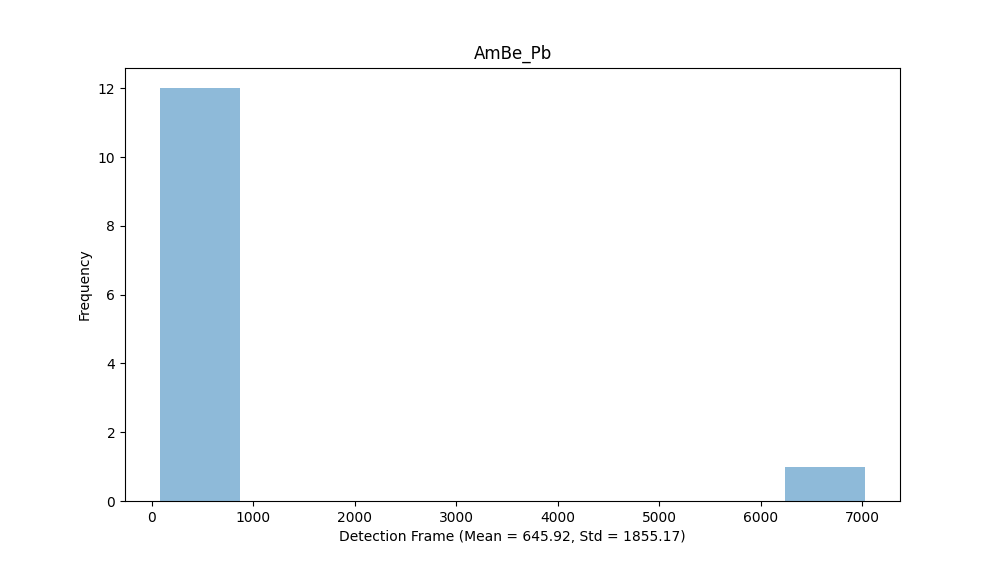 AmBe_Pb
12
10
8
6
4
2
0
Frequency
0 1000 2000 3000 4000 5000 6000 7000
Detection Frame (Mean = 645.92, Std = 1855.17)